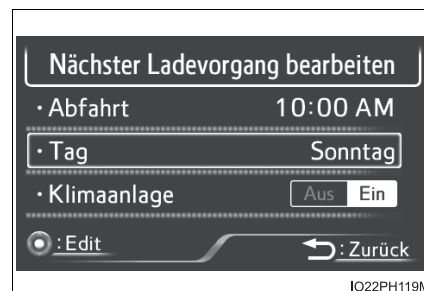 Nächster Ladevorgang bearbeiten
· Abfahrt 10:00 AM
· Tag Sonntag
· Klimaanlage Aus Ein
: Edit : Zurück
IO22PH119M